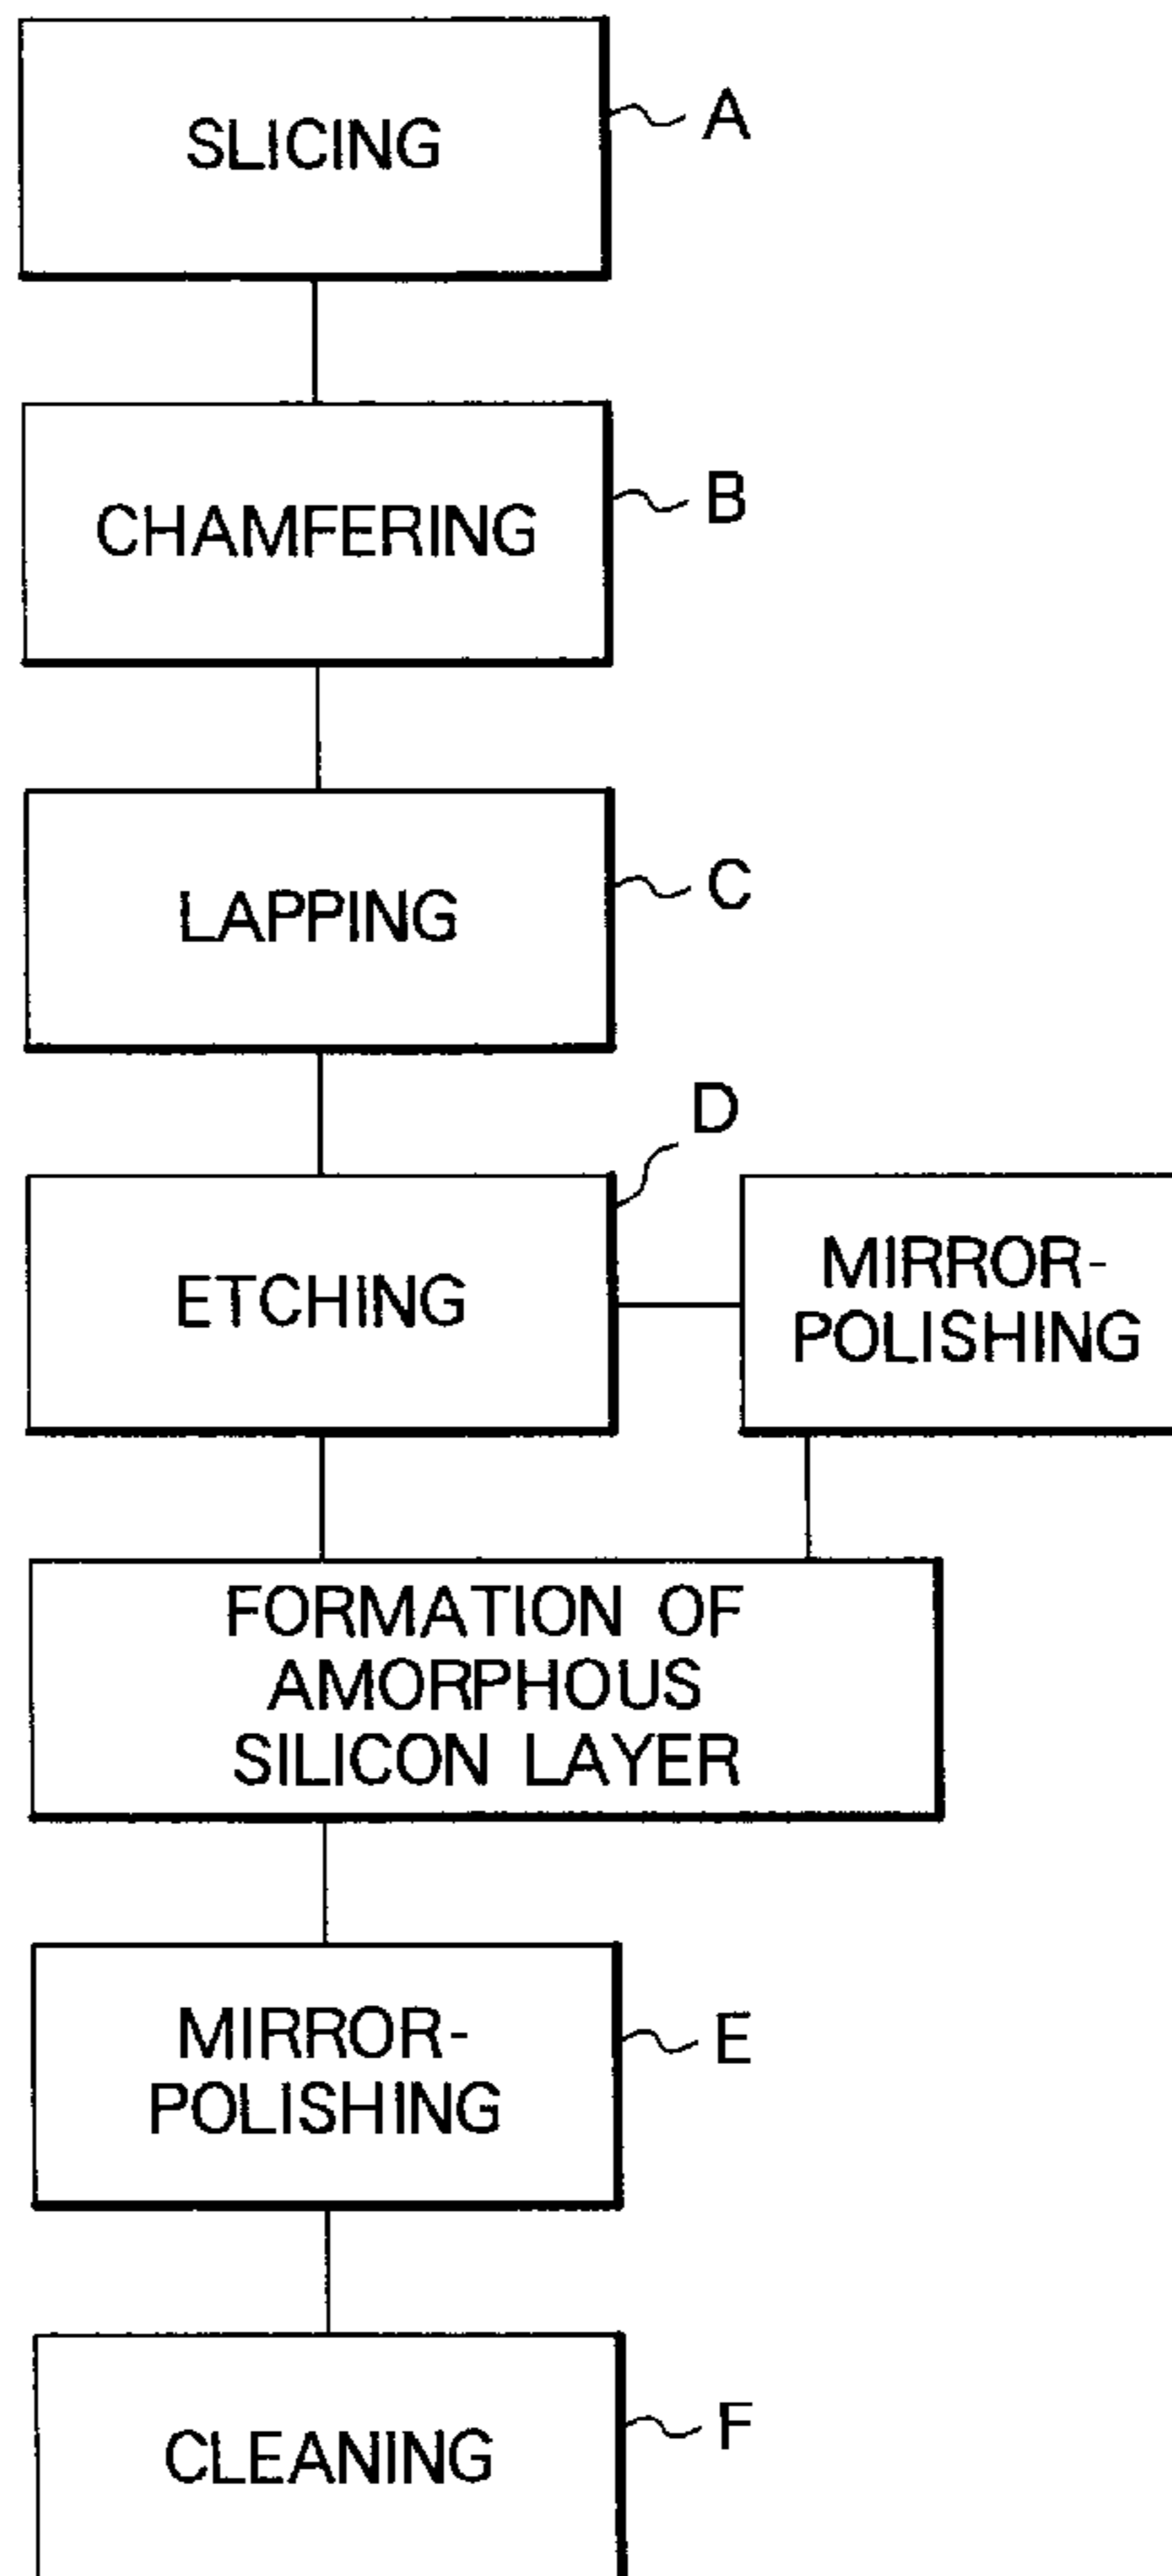 SLICING
A
CHAMFERING
B
LAPPING
C
D
ETCHING
MIRROR-
POLISHING
FORMATION OF
AMORPHOUS
SILICON LAYER
MIRROR-
POLISHING
E
CLEANING
F